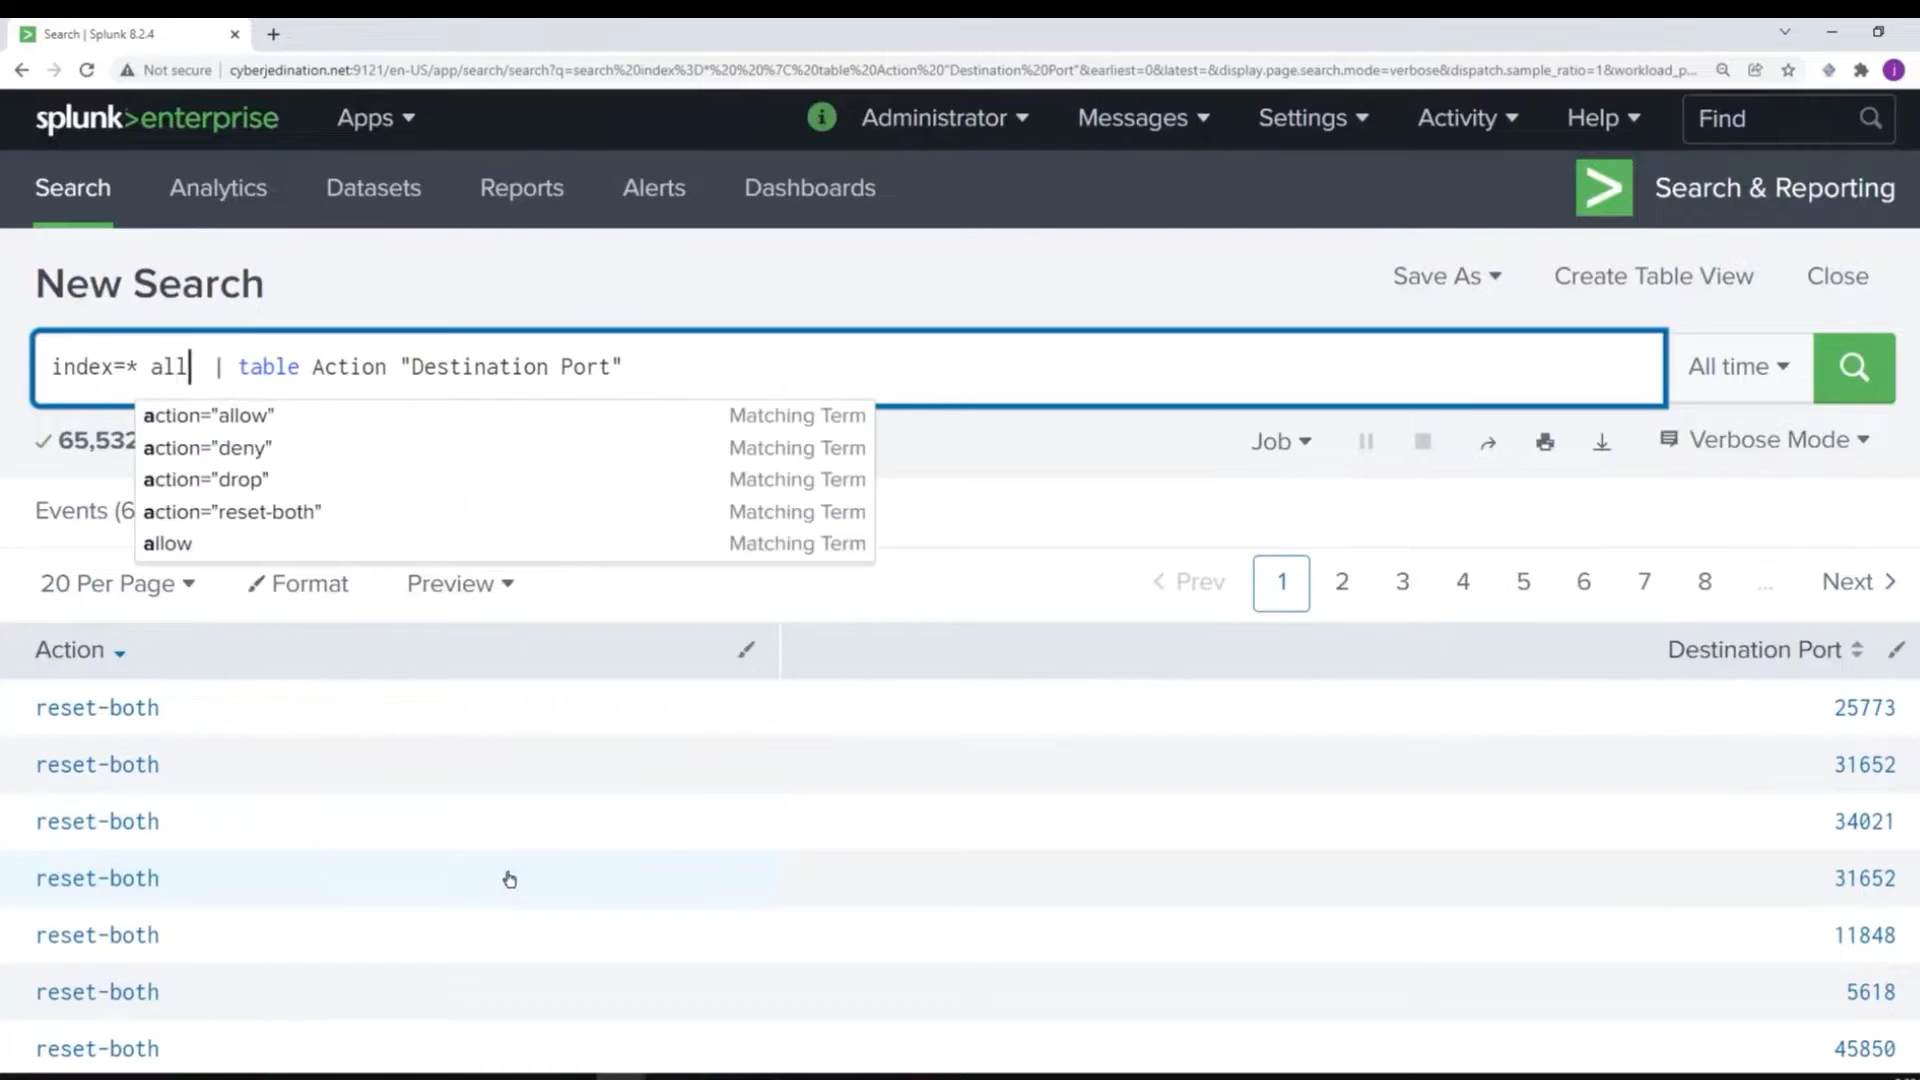 Search | Splunk 8.2.4
Not secure
cyberjedination.net:9121/en-US/app/search/search?q=search%20index%3D*%20%20%7C%20table%20Action%20"Destination%20Port"&earliest=0&latest=&display.page.search.mode=verbose&dispatch.sample_ratio=1&workload_p...
j
splunk>enterprise
Apps
i
Administrator
Messages
Settings
Activity
Help
Find
Search
Analytics
Datasets
Reports
Alerts
Dashboards
>
Search & Reporting
New Search
Save As
Create Table View
Close
index=* all | table Action "Destination Port"
All time
action="allow" Matching Term
action="deny" Matching Term
action="drop" Matching Term
action="reset-both" Matching Term
allow Matching Term
65,532
Job
Verbose Mode
Events (6
20 Per Page
Format
Preview
< Prev 1 2 3 4 5 6 7 8 ... Next >
Action Destination Port
reset-both 25773
reset-both 31652
reset-both 34021
reset-both 31652
reset-both 11848
reset-both 5618
reset-both 45850